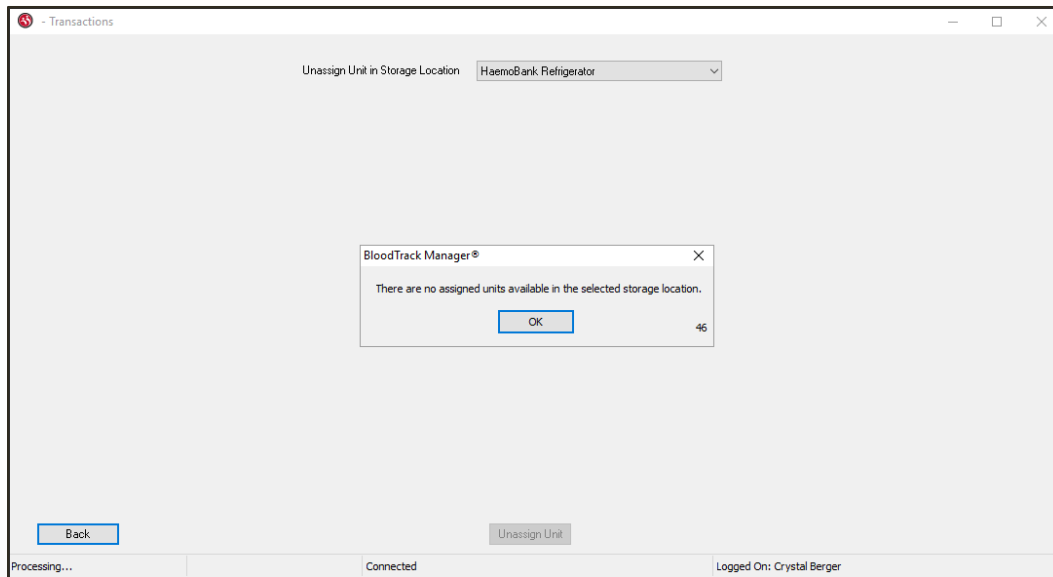 - Transactions
Unassign Unit in Storage Location HaemoBank Refrigerator
BloodTrack Manager®
There are no assigned units available in the selected storage location.
OK
46
Back Unassign Unit
Processing... Connected Logged On: Crystal Berger